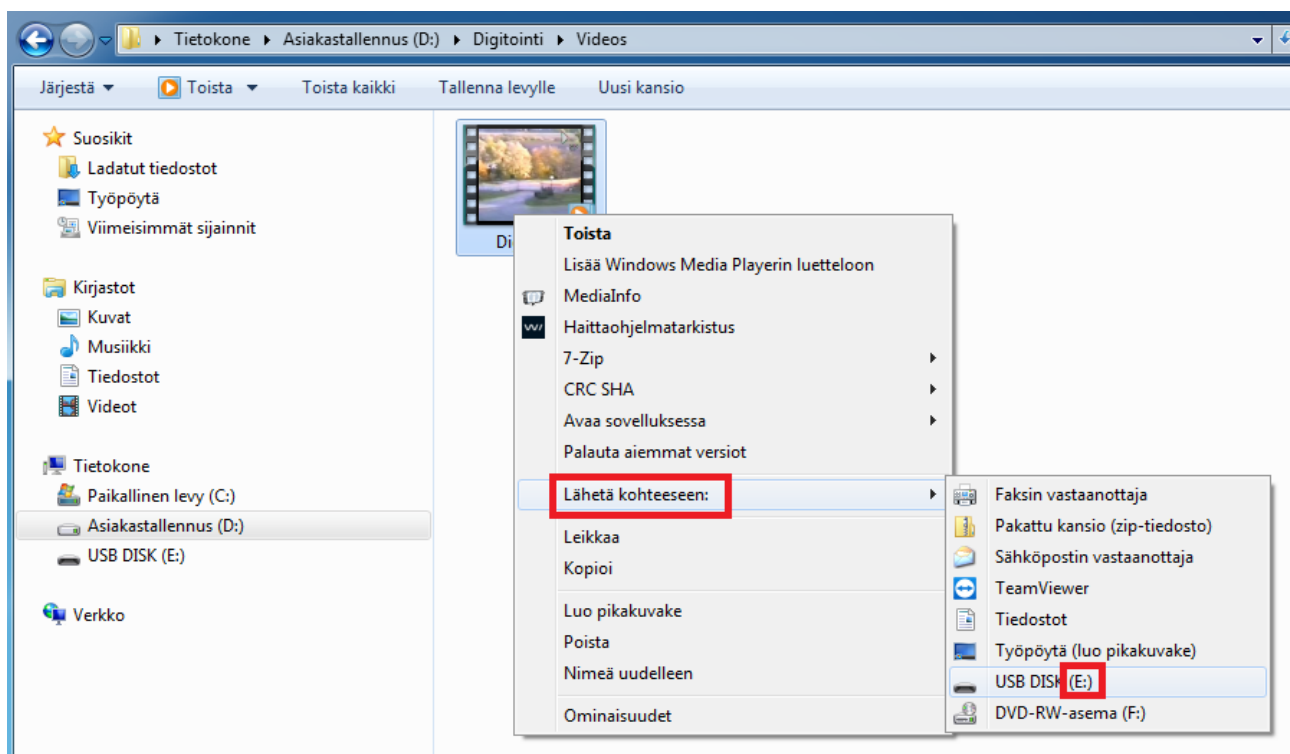 Tietokone Asiakastallennus (D:) Digitointi Videos
Järjestä Toista Toista kaikki Tallenna levylle Uusi kansio
Suosikit
Ladatut tiedostot
Työpöytä
Viimeisimmät sijainnit
Kirjastot
Kuvat
Musiikki
Tiedostot
Videot
Tietokone
Paikallinen levy (C:)
Asiakastallennus (D:)
USB DISK (E:)
Verkko
Toista
Lisää Windows Media Playerin luetteloon
MediaInfo
Haittaohjelmatarkistus
7-Zip
CRC SHA
Avaa sovelluksessa
Palauta aiemmat versiot
Lähetä kohteeseen:
Leikkaa
Kopioi
Luo pikakuvake
Poista
Nimeä uudelleen
Ominaisuudet
Faksin vastaanottaja
Pakattu kansio (zip-tiedosto)
Sähköpostin vastaanottaja
TeamViewer
Tiedostot
Työpöytä (luo pikakuvake)
USB DISK (E:)
DVD-RW-asema (F:)